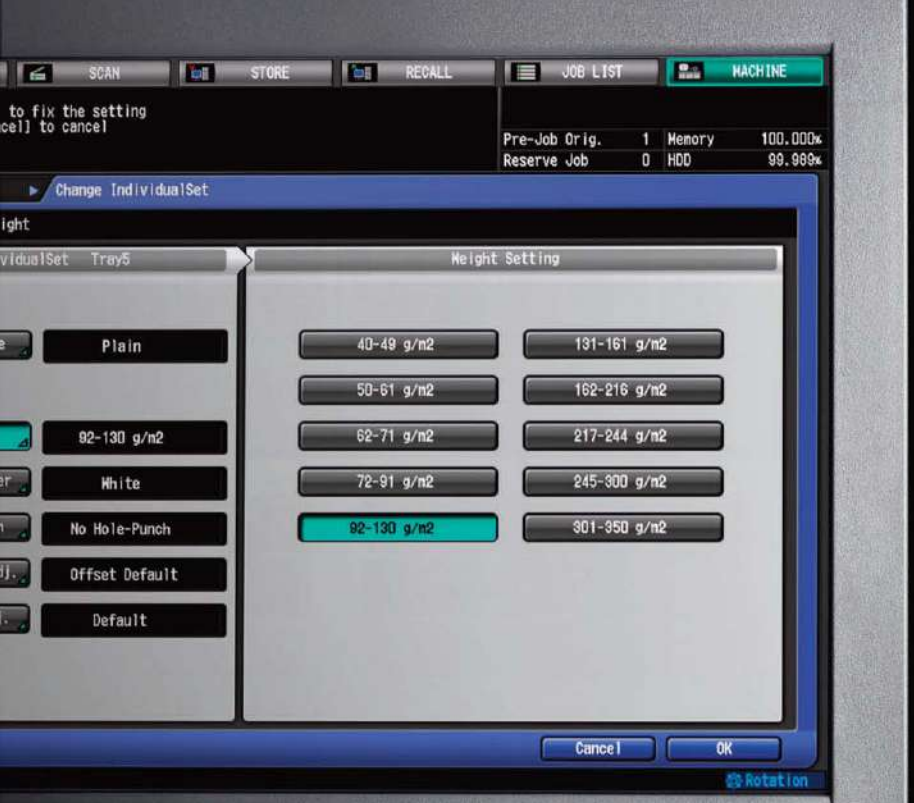 SCAN STORE RECALL JOB LIST MACHINE
to fix the setting
cel] to cancel
Pre-Job Orig. 1 Memory 100.000%
Reserve Job 0 HDD 99.989%
Change IndividualSet
ight
vidualSet Tray5
Weight Setting
Plain
92-130 g/m2
White
No Hole-Punch
Offset Default
Default
40-49 g/m2 131-161 g/m2
50-61 g/m2 162-216 g/m2
62-71 g/m2 217-244 g/m2
72-91 g/m2 245-300 g/m2
92-130 g/m2 301-350 g/m2
Cancel OK
Rotation